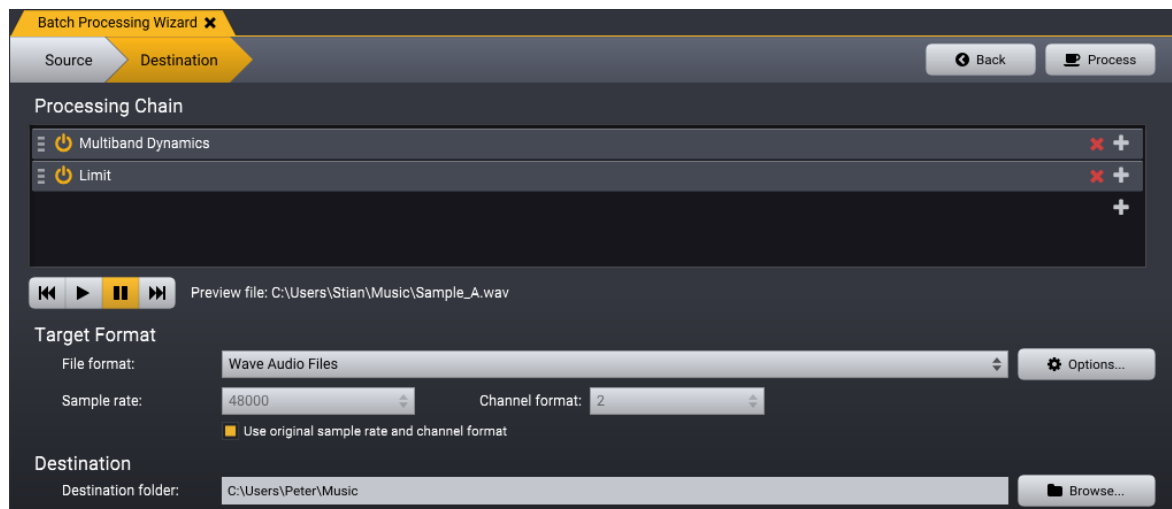 Batch Processing Wizard
Source Destination Back Process
Processing Chain
Multiband Dynamics
Limit
Preview file: C:\Users\Stian\Music\Sample_A.wav
Target Format
File format: Wave Audio Files Options...
Sample rate: 48000 Channel format: 2
Use original sample rate and channel format
Destination
Destination folder: C:\Users\Peter\Music Browse...